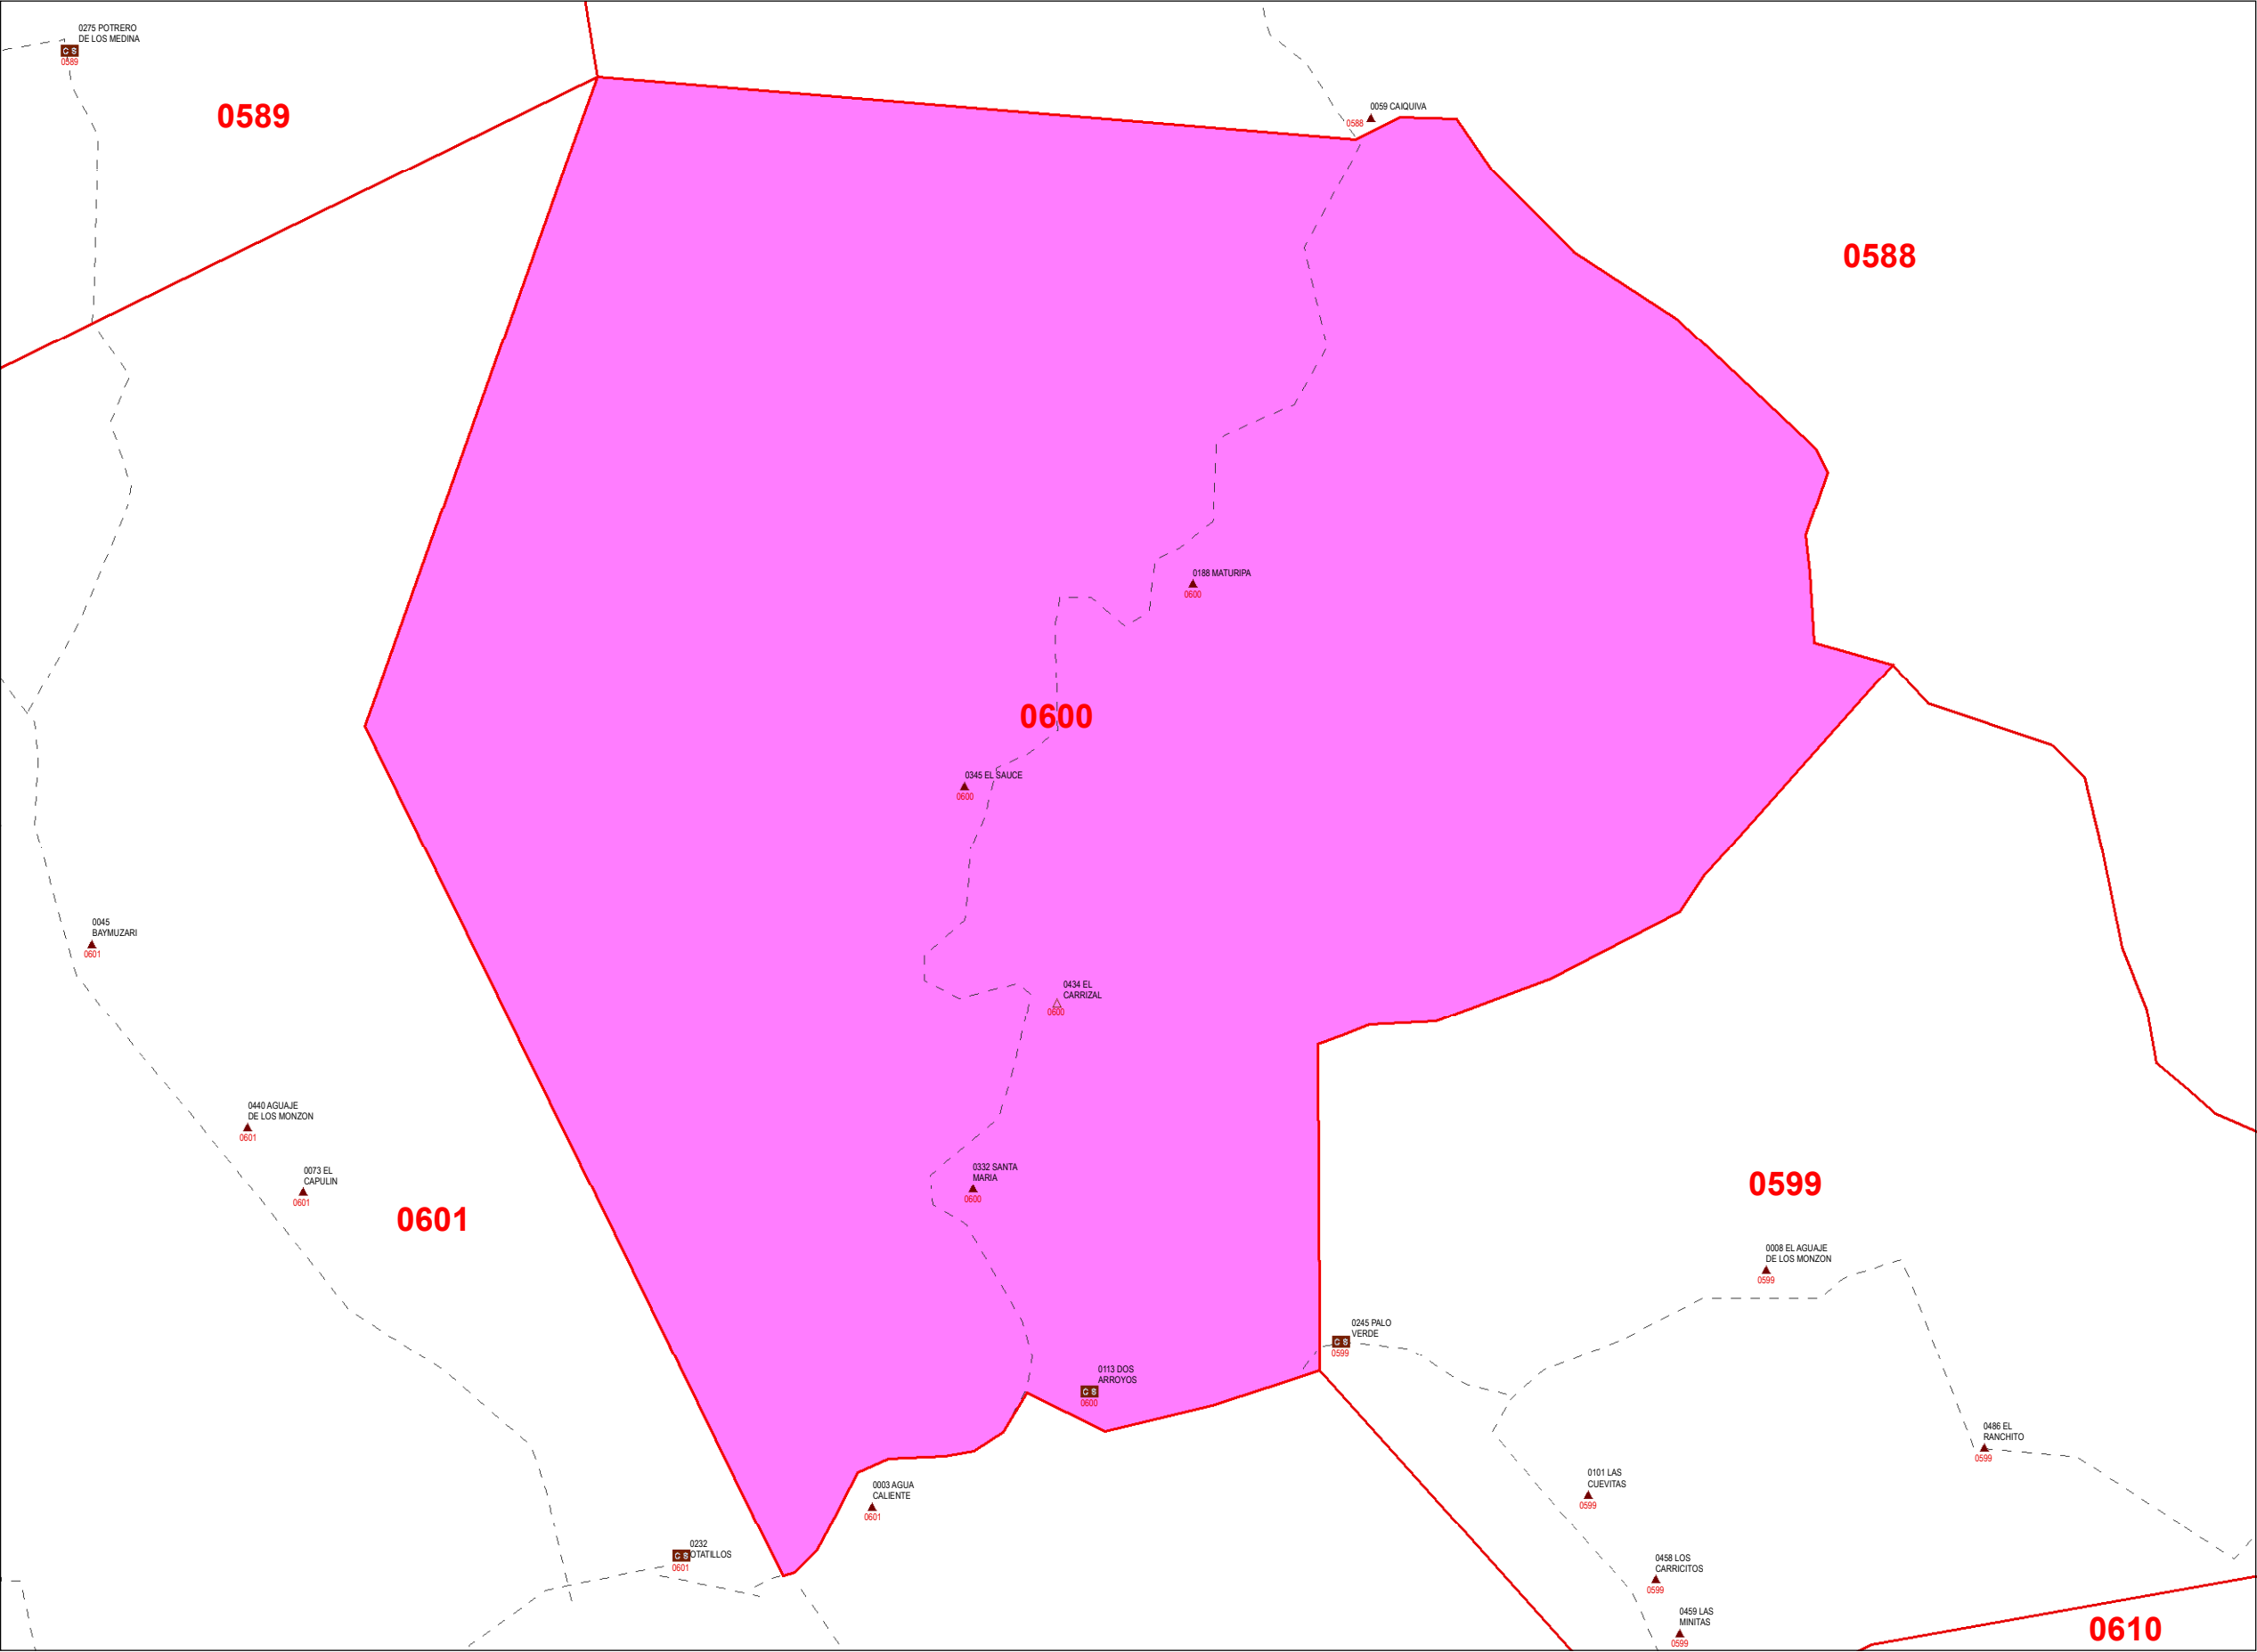 0275 POTRERO
DE LOS MEDINA
C S
0589
0589
0059 CAIQUIVA
0588
0588
0188 MATURIPA
0600
0600
0345 EL SAUCE
0600
0045
BAYMUZARI
0601
0434 EL
CARRIZAL
0600
0440 AGUAJE
DE LOS MONZON
0601
0073 EL
CAPULIN
0601
0601
0332 SANTA
MARIA
0600
0599
0008 EL AGUAJE
DE LOS MONZON
0599
0245 PALO
VERDE
C S
0599
0113 DOS
ARROYOS
C S
0600
0486 EL
RANCHITO
0599
0101 LAS
CUEVITAS
0599
0003 AGUA
CALIENTE
0601
0232
OTATILLOS
C S
0601
0458 LOS
CARRICITOS
0599
0459 LAS
MINITAS
0599
0610